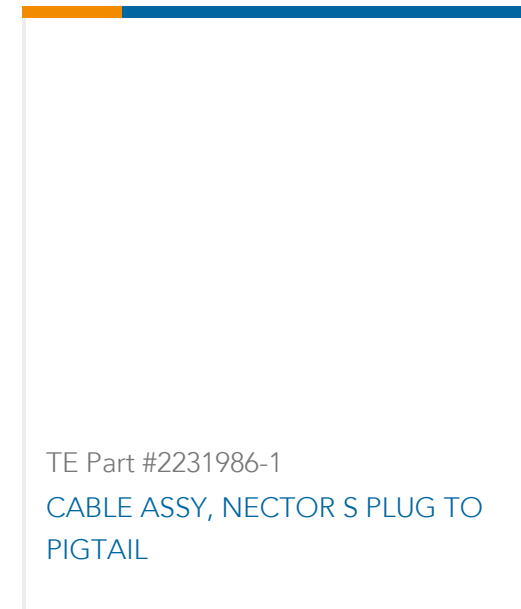 TE Part #2231986-1
CABLE ASSY, NECTOR S PLUG TO
PIGTAIL